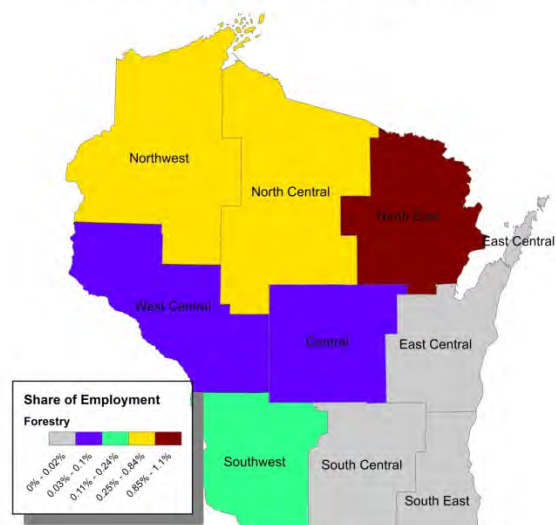 Northwest
North Central
North East
East Central
West Central
Central
East Central
Share of Employment
Forestry
0% - 0.02%
0.03% - 0.1%
0.11% - 0.24%
0.25% - 0.84%
0.85% - 1.1%
Southwest
South Central
South East